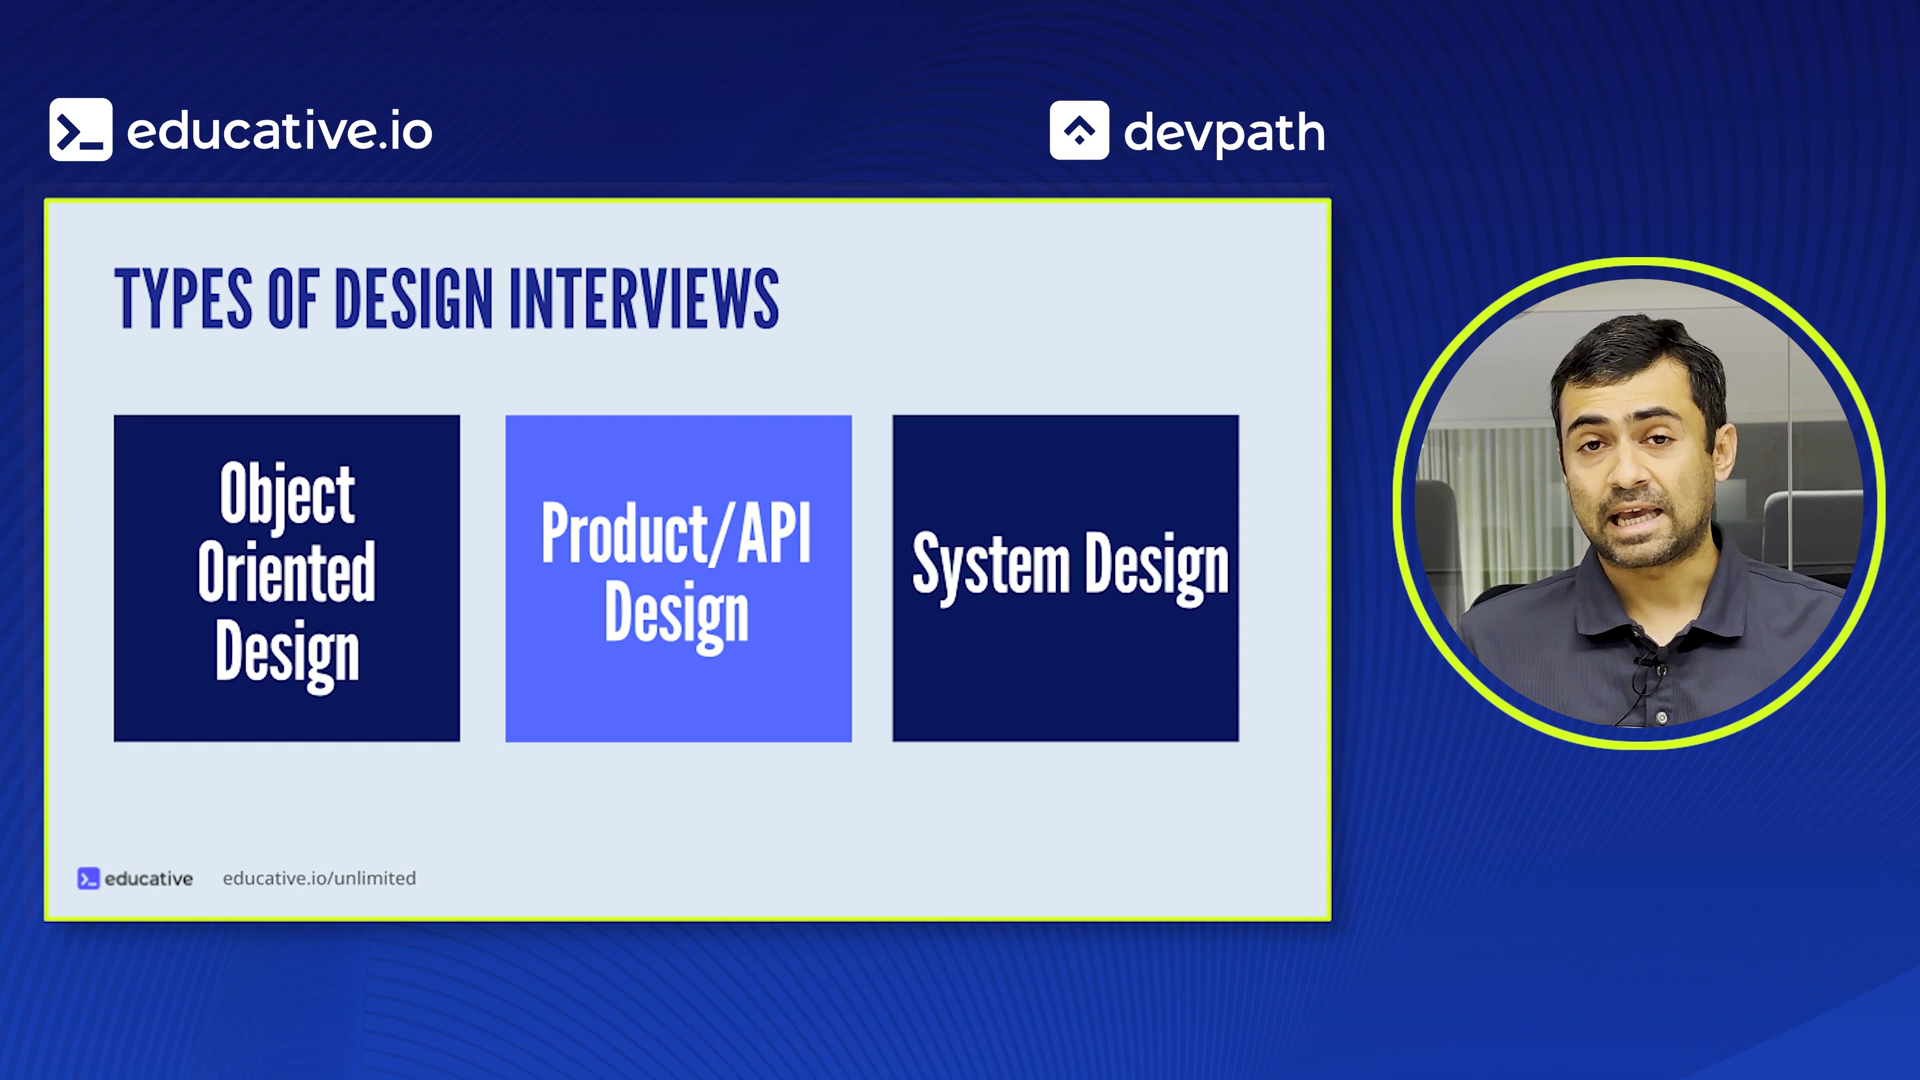 educative.io
devpath
TYPES OF DESIGN INTERVIEWS
Object
Oriented
Design
Product/API
Design
System Design
educative
educative.io/unlimited